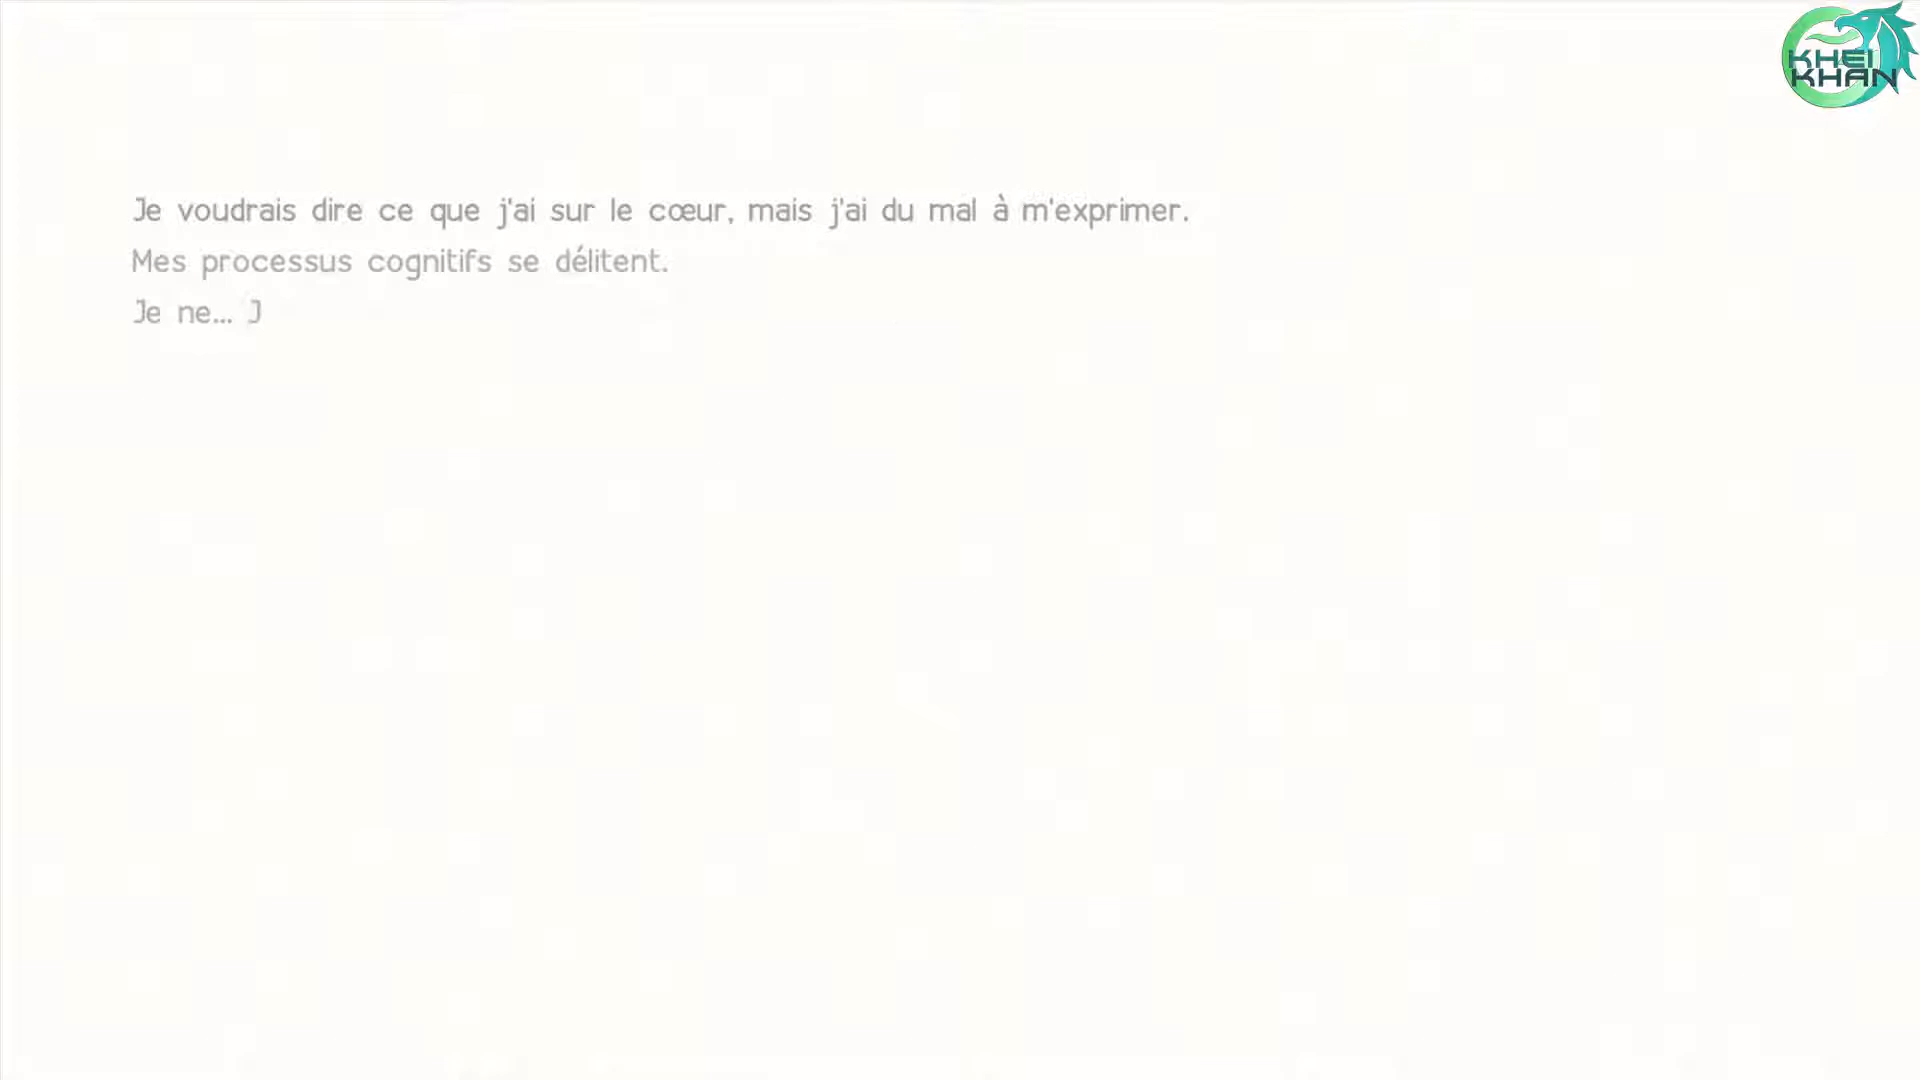 KHEI
KHAN
Je voudrais dire ce que j'ai sur le cœur, mais j'ai du mal à m'exprimer.
Mes processus cognitifs se délitent.
Je ne... J